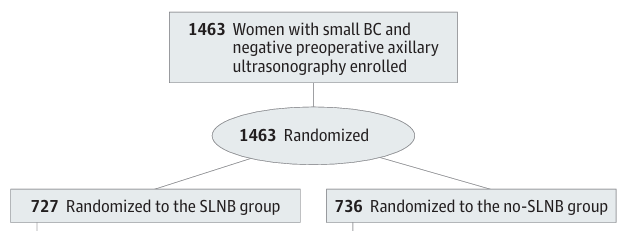 1463 Women with small BC and
negative preoperative axillary
ultrasonography enrolled
1463 Randomized
727 Randomized to the SLNB group
736 Randomized to the no-SLNB group